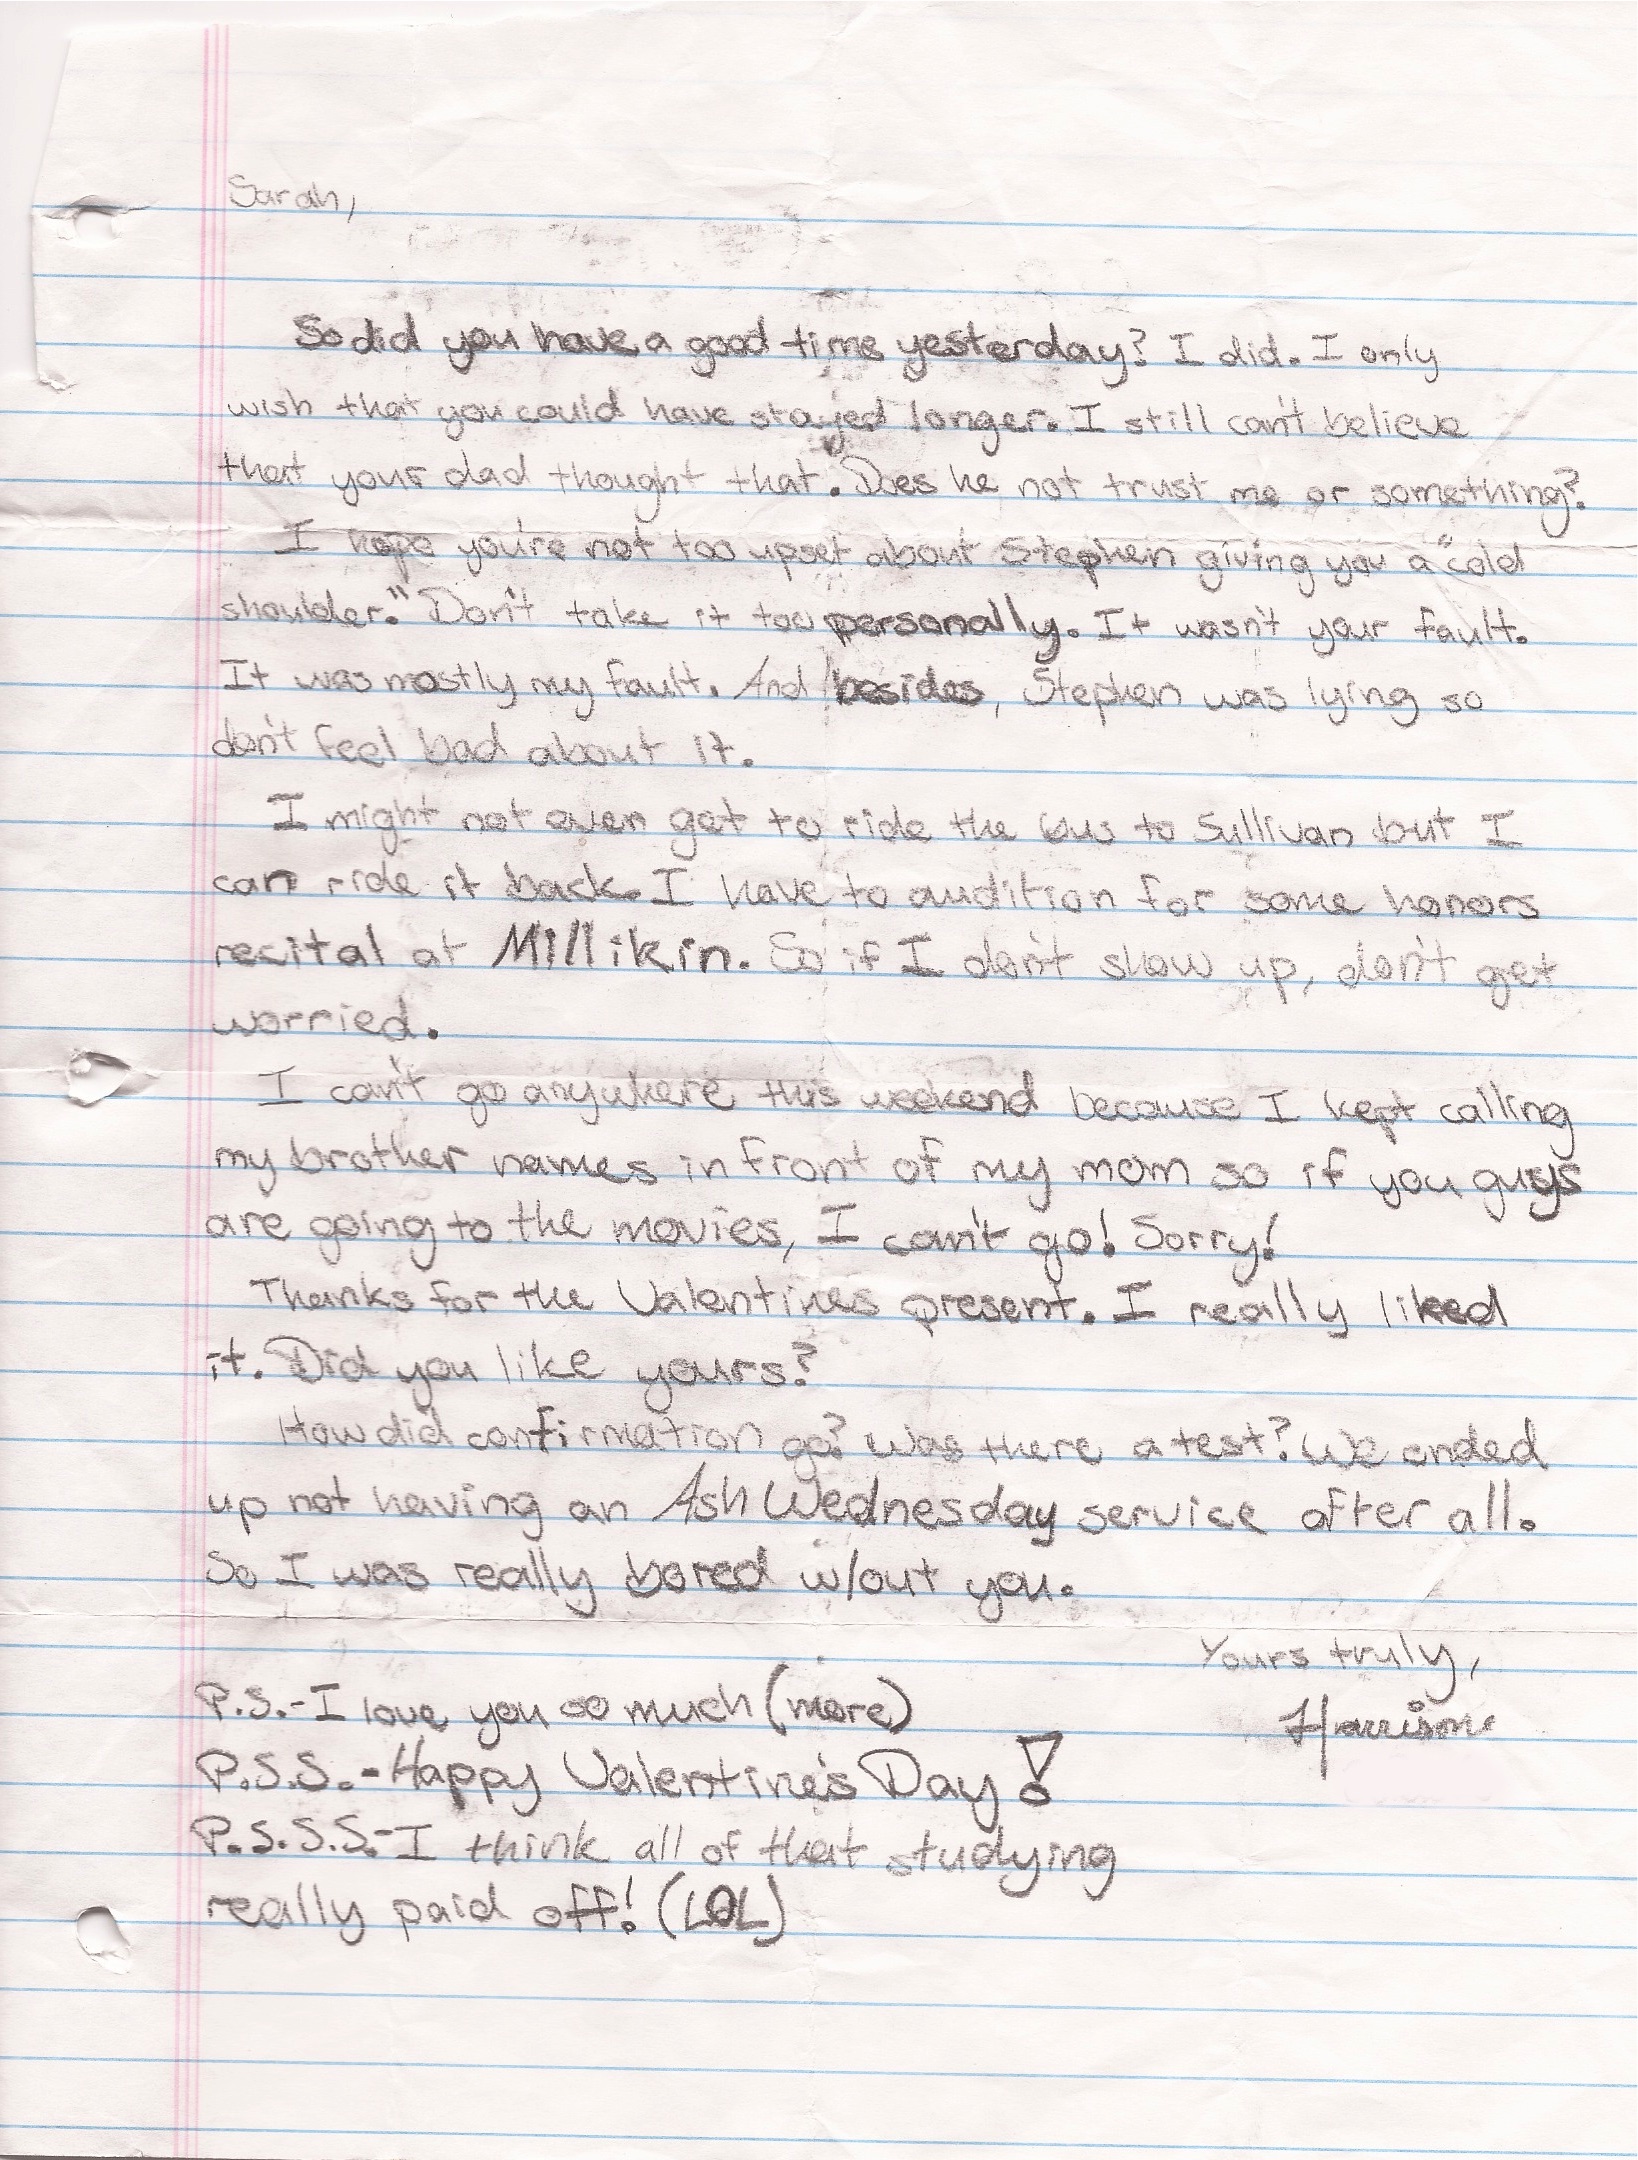 Sarah,
So did you have a good time yesterday? I did. I only
wish that you could have stayed longer. I still can't believe
that your dad thought that. Does he not trust me or something?
I hope you're not too upset about Stephen giving you a "cold
shoulder." Don't take it too personally. It wasn't your fault.
It was mostly my fault. And besides, Stephen was lying so
don't feel bad about it.
I might not even get to ride the bus to Sullivan but I
can ride it back. I have to audition for some honors
recital at Millikin. So if I don't show up, don't get
worried.
I can't go anywhere this weekend because I kept calling
my brother names in front of my mom so if you guys
are going to the movies, I can't go! Sorry!
Thanks for the Valentines present. I really liked
it. Did you like yours?
How did confirmation go? Was there a test? We ended
up not having an Ash Wednesday service after all.
So I was really bored w/out you.
Yours truly,
Harrison
P.S.-I love you so much (more)
P.S.S.-Happy Valentine's Day!
P.S.S.S.-I think all of that studying
really paid off! (LOL)